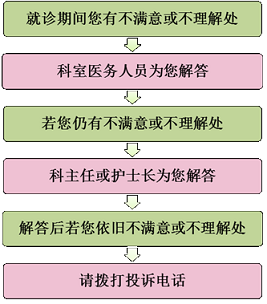 就诊期间您有不满意或不理解处
科室医务人员为您解答
若您仍有不满意或不理解处
科主任或护士长为您解答
解答后若您依旧不满意或不理解处
请拨打投诉电话